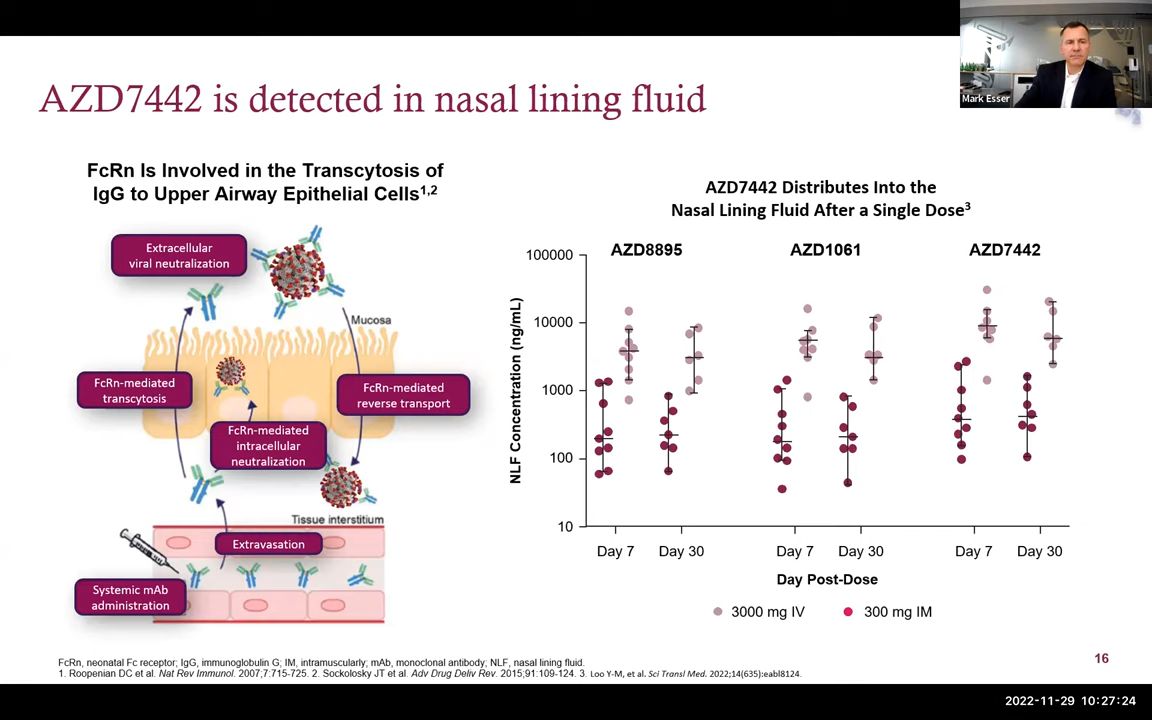 Mark Esser
AZD7442 is detected in nasal lining fluid
FcRn Is Involved in the Transcytosis of
IgG to Upper Airway Epithelial Cells1,2
Extracellular
viral neutralization
Mucosa
FcRn-mediated
transcytosis
FcRn-mediated
reverse transport
FcRn-mediated
intracellular
neutralization
Tissue interstitium
Extravasation
Systemic mAb
administration
AZD7442 Distributes Into the
Nasal Lining Fluid After a Single Dose3
AZD8895 AZD1061 AZD7442
NLF Concentration (ng/mL)
100000
10000
1000
100
10
Day 7 Day 30 Day 7 Day 30 Day 7 Day 30
Day Post-Dose
3000 mg IV 300 mg IM
FcRn, neonatal Fc receptor; IgG, immunoglobulin G; IM, intramuscularly; mAb, monoclonal antibody; NLF, nasal lining fluid.
1. Roopenian DC et al. Nat Rev Immunol. 2007;7:715-725. 2. Sockolosky JT et al. Adv Drug Deliv Rev. 2015;91:109-124. 3. Loo Y-M, et al. Sci Transl Med. 2022;14(635):eabl8124.
16
2022-11-29 10:27:24